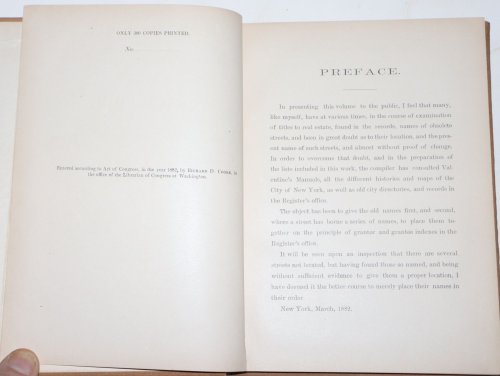 ONLY 300 COPIES PRINTED.
No.
Entered according to Act of Congress, in the year 1882, by RICHARD D. COOKE, in
the office of the Librarian of Congress at Washington.
PREFACE.
In presenting this volume to the public, I feel that many,
like myself, have at various times, in the course of examination
of titles to real estate, found in the records, names of obsolete
streets, and been in great doubt as to their location, and the pres-
ent name of such streets, and almost without proof of change.
In order to overcome that doubt, and in the preparation of
the lists included in this work, the compiler has consulted Val-
entine's Manuals, all the different histories and maps of the
City of New York, as well as old city directories, and records in
the Register's office.
The object has been to give the old names first, and second,
where a street has borne a series of names, to place them to-
gether on the principle of grantor and grantee indexes in the
Register's office.
It will be seen upon an inspection that there are several
streets not located, but having found those so named, and being
without sufficient evidence to give them a proper location, I
have deemed it the better course to merely place their names in
their order.
New York, March, 1882.